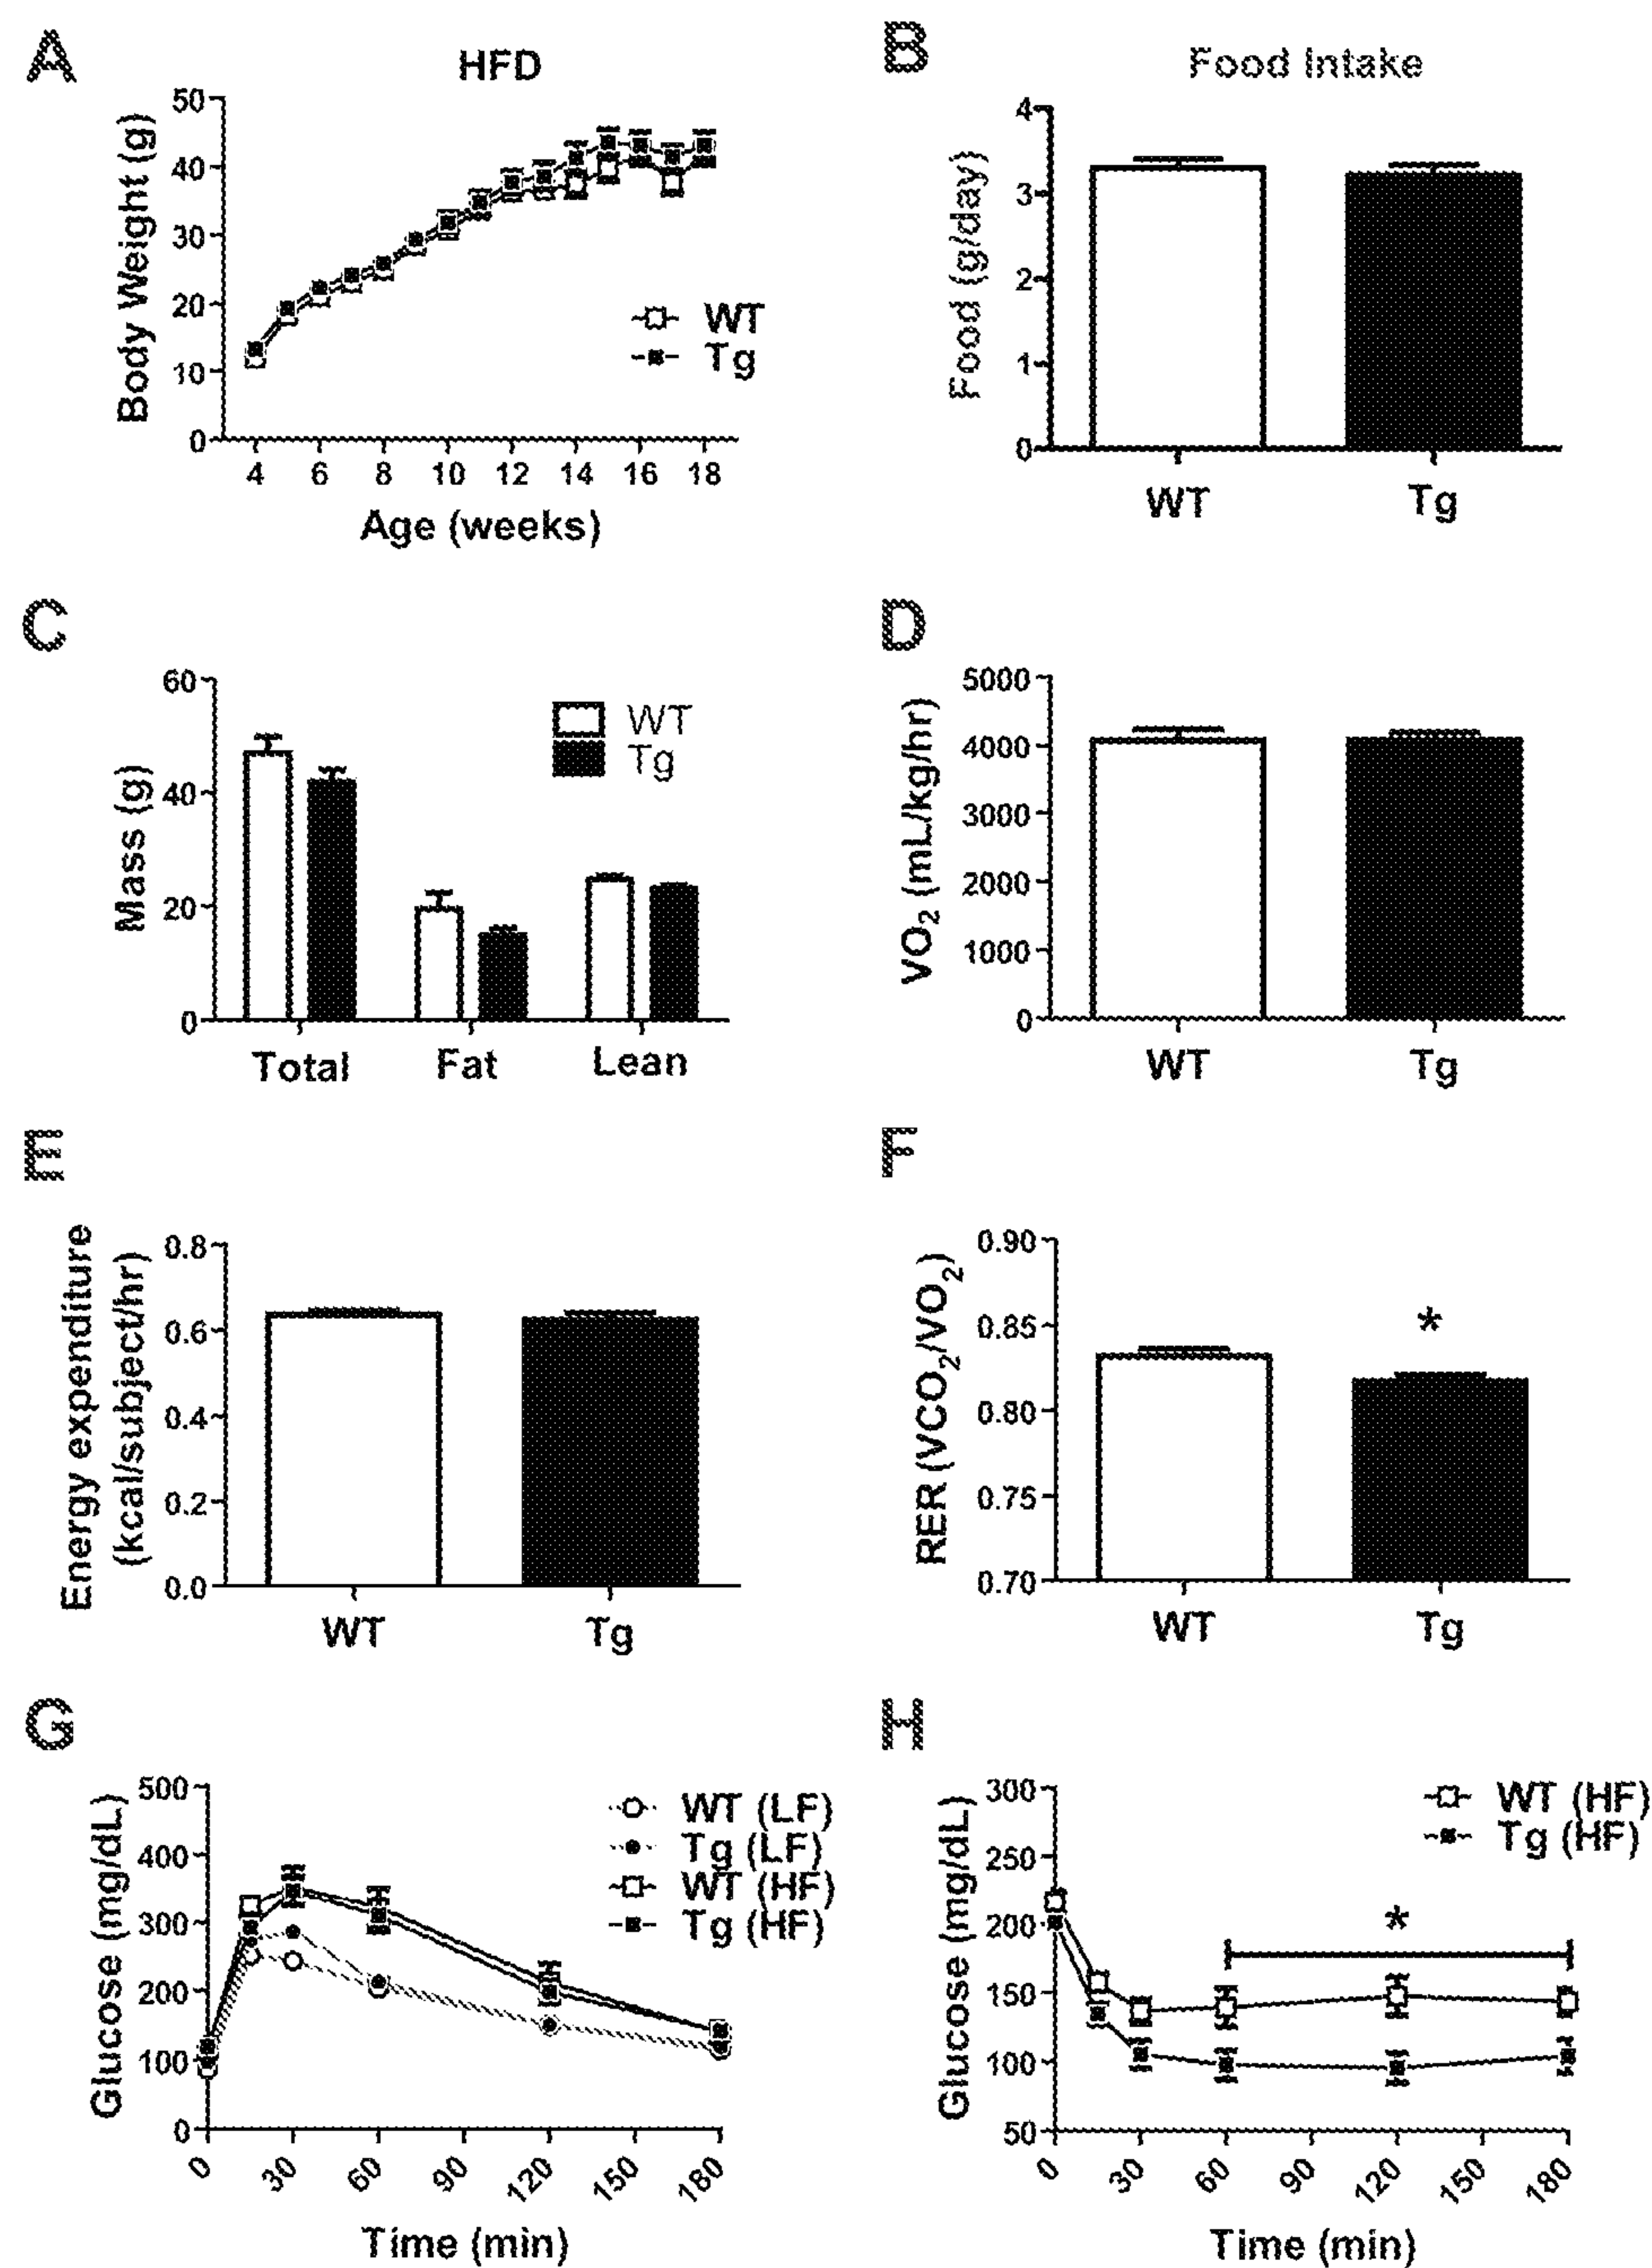 A
HFD
Body Weight (g)
50
40
30
20
10
0
WT
Tg
4 6 8 10 12 14 16 18
Age (weeks)
B
Food Intake
Food (g/day)
4
3
2
1
0
WT Tg
C
Mass (g)
60
40
20
0
WT
Tg
Total Fat Lean
D
VO2 (mL/kg/hr)
5000
4000
3000
2000
1000
0
WT Tg
E
Energy expenditure
(kcal/subject/hr)
0.8
0.6
0.4
0.2
0.0
WT Tg
F
RER (VCO2/VO2)
0.90
0.85
0.80
0.75
0.70
*
WT Tg
G
Glucose (mg/dL)
500
400
300
200
100
0
WT (LF)
Tg (LF)
WT (HF)
Tg (HF)
0 30 60 90 120 150 180
Time (min)
H
Glucose (mg/dL)
300
250
200
150
100
50
WT (HF)
Tg (HF)
*
0 30 60 90 120 150 180
Time (min)